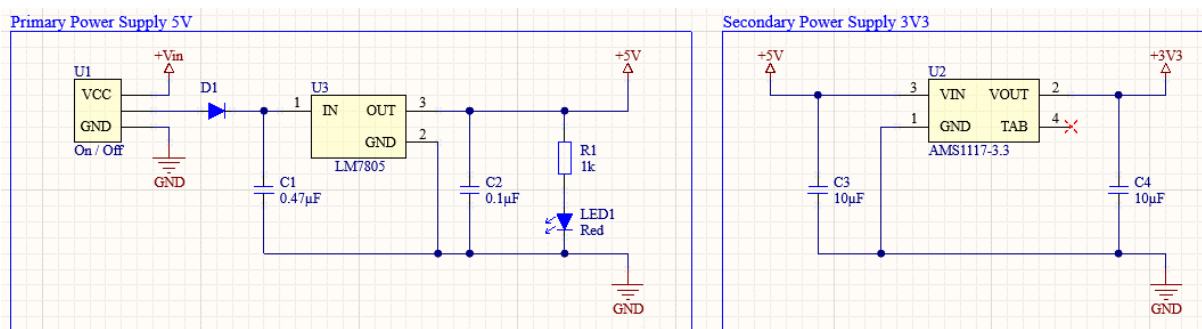 Primary Power Supply 5V
+Vin
+5V
U1
D1
U3
VCC
1
IN
OUT
3
GND
GND
2
On / Off
LM7805
R1
1k
GND
C1
0.47µF
C2
0.1µF
LED1
Red
GND
Secondary Power Supply 3V3
+5V
+3V3
U2
3
VIN
VOUT
2
1
GND
TAB
4
AMS1117-3.3
C3
10µF
C4
10µF
GND